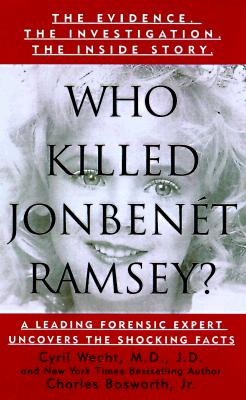 THE EVIDENCE.
THE INVESTIGATION.
THE INSIDE STORY.
WHO
KILLED
JONBENÉT
RAMSEY?
A LEADING FORENSIC EXPERT
UNCOVERS THE SHOCKING FACTS
Cyril Wecht, M.D., J.D.
and New York Times Bestselling Author
Charles Bosworth, Jr.